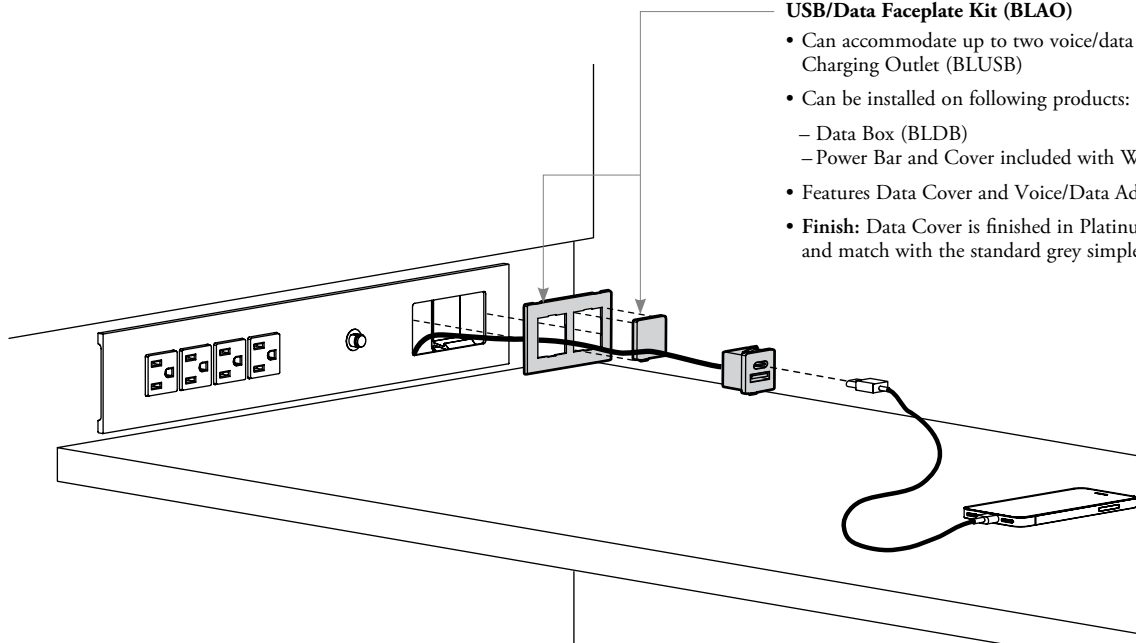 USB/Data Faceplate Kit (BLAO)
• Can accommodate up to two voice/data
Charging Outlet (BLUSB)
• Can be installed on following products:
– Data Box (BLDB)
– Power Bar and Cover included with W
• Features Data Cover and Voice/Data Ad
• Finish: Data Cover is finished in Platinu
and match with the standard grey simple